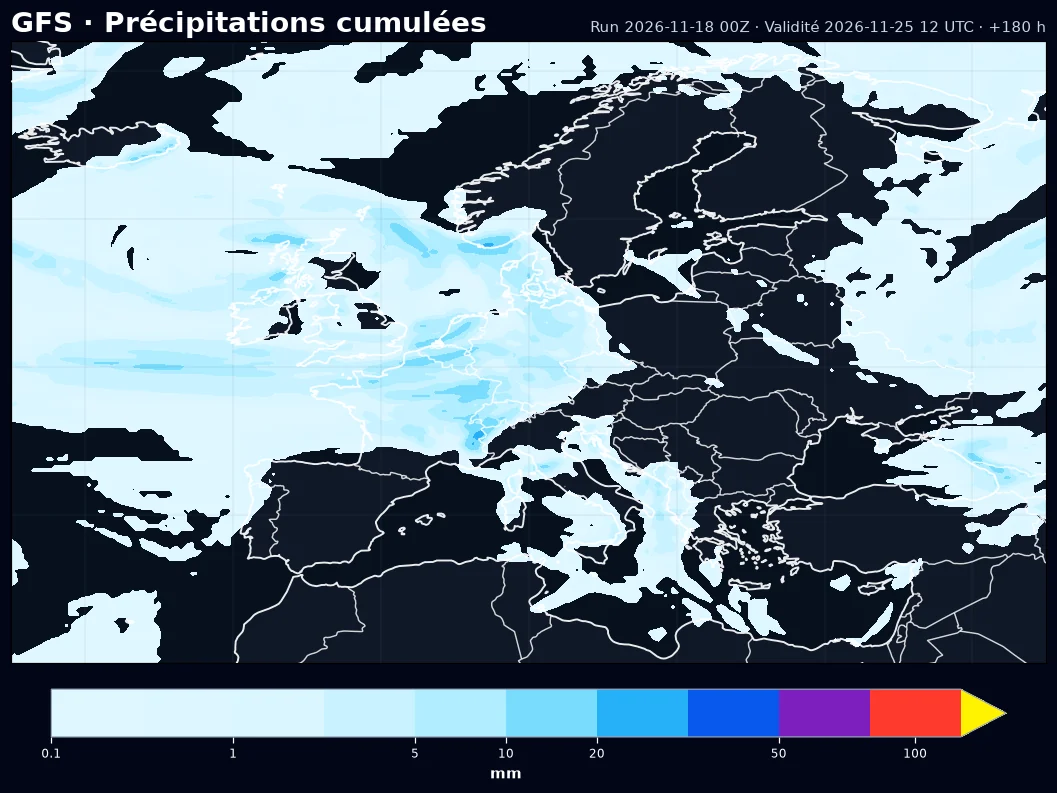 GFS · Précipitations cumulées
Run 2026-11-18 00Z · Validité 2026-11-25 12 UTC · +180 h
0.1 1 5 10 20 50 100
mm